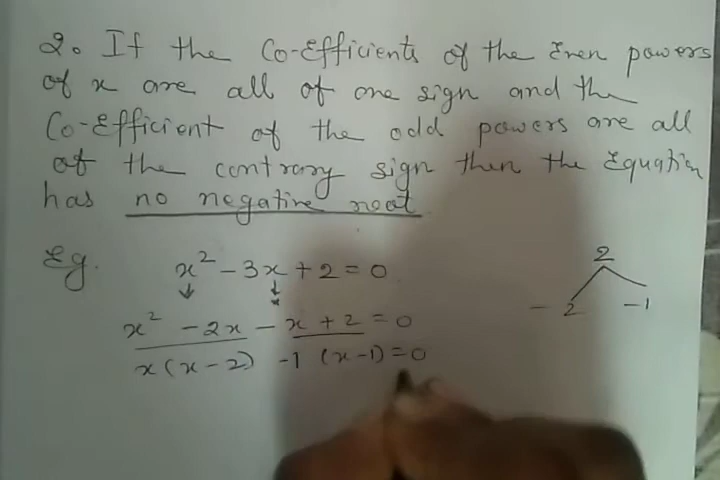 2. If the Co-Efficients of the Even powers
of x are all of one sign and the
Co-Efficient of the odd powers are all
of the contrary sign then the Equation
has no negative root
Eg. x² - 3x + 2 = 0
2
x² - 2x - x + 2 = 0
- 2 -1
x(x-2) -1 (x-1) = 0